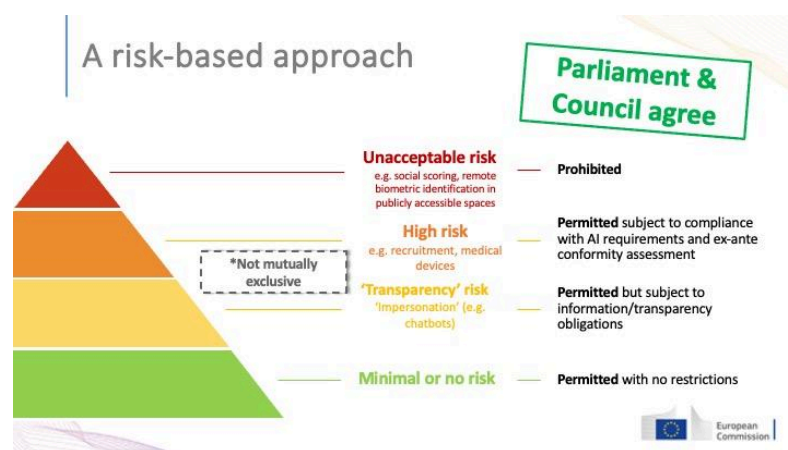 A risk-based approach
Parliament &
Council agree
Unacceptable risk
e.g. social scoring, remote
biometric identification in
publicly accessible spaces
Prohibited
High risk
e.g. recruitment, medical
devices
Permitted subject to compliance
with AI requirements and ex-ante
conformity assessment
*Not mutually
exclusive
‘Transparency’ risk
‘Impersonation’ (e.g.
chatbots)
Permitted but subject to
information/transparency
obligations
Minimal or no risk
Permitted with no restrictions
European
Commission